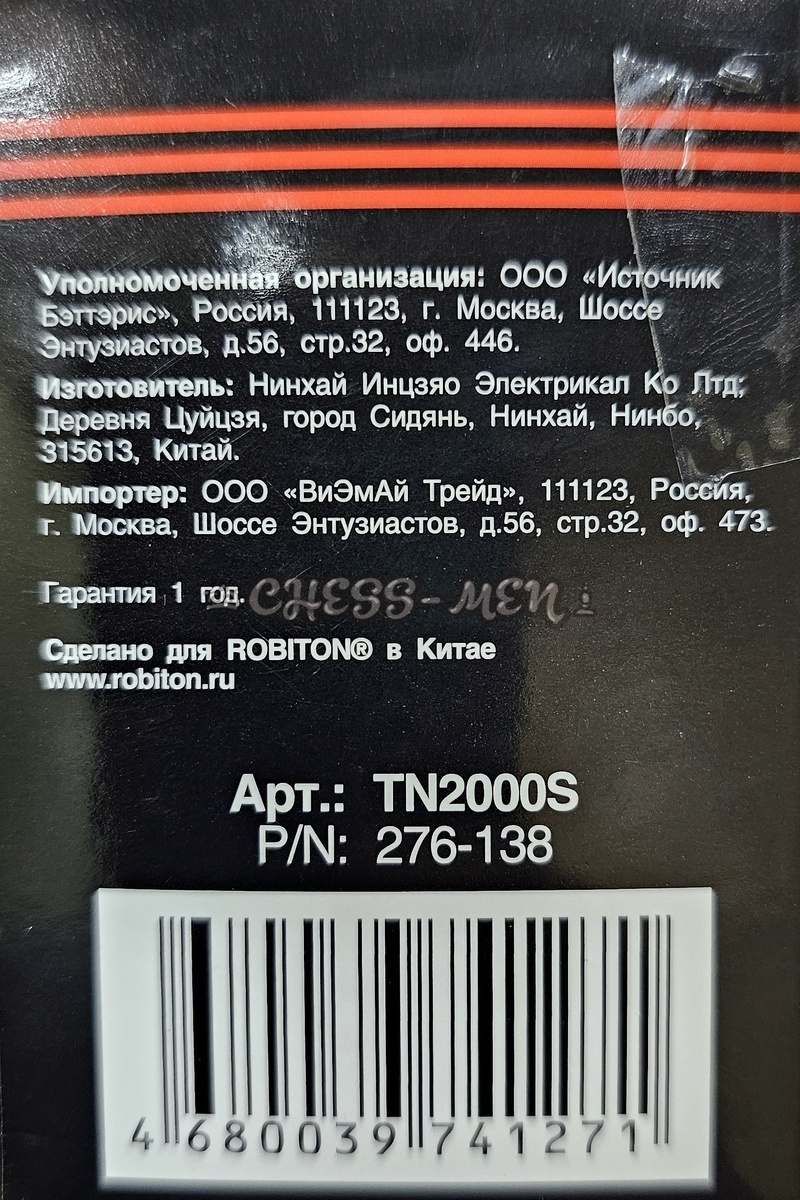 Уполномоченная организация: ООО «Источник
Бэттэрис», Россия, 111123, г. Москва, Шоссе
Энтузиастов, д.56, стр.32, оф. 446.
Изготовитель: Нинхай Инцзяо Электрикал Ко Лтд;
Деревня Цуйцзя, город Сидянь, Нинхай, Нинбо,
315613, Китай.
Импортер: ООО «ВиЭмАй Трейд», 111123, Россия,
г. Москва, Шоссе Энтузиастов, д.56, стр.32, оф. 473.
Гарантия 1 год.
CHESS-MEN
Сделано для ROBITON® в Китае
www.robiton.ru
Арт.: TN2000S
P/N: 276-138
4 680039 741271